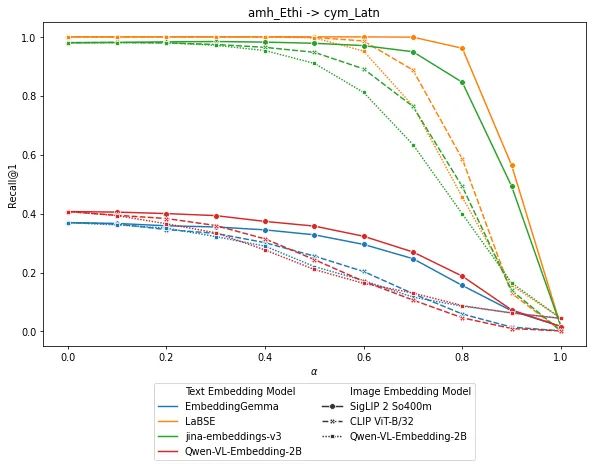 amh_Ethi -> cym_Latn
Recall@1
1.0
0.8
0.6
0.4
0.2
0.0
0.0 0.2 0.4 0.6 0.8 1.0
α
Text Embedding Model
EmbeddingGemma
LaBSE
jina-embeddings-v3
Qwen-VL-Embedding-2B
Image Embedding Model
SigLIP 2 So400m
CLIP ViT-B/32
Qwen-VL-Embedding-2B